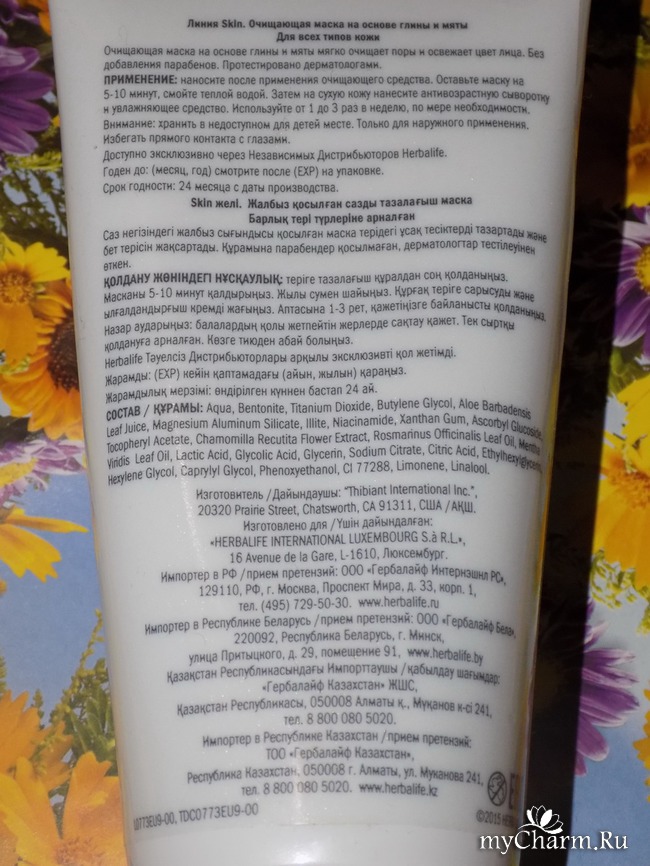 Линия Skin. Очищающая маска на основе глины и мяты
Для всех типов кожи
Очищающая маска на основе глины и мяты мягко очищает поры и освежает цвет лица. Без
добавления парабенов. Протестировано дерматологами.
ПРИМЕНЕНИЕ: наносите после применения очищающего средства. Оставьте маску на
5-10 минут, смойте теплой водой. Затем на сухую кожу нанесите антивозрастную сыворотку
и увлажняющее средство. Используйте от 1 до 3 раз в неделю, по мере необходимости.
Внимание: хранить в недоступном для детей месте. Только для наружного применения.
Избегать прямого контакта с глазами.
Доступно эксклюзивно через Независимых Дистрибьюторов Herbalife.
Годен до: (месяц, год) смотрите после (EXP) на упаковке.
Срок годности: 24 месяца с даты производства.
Skin желі. Жалбыз қосылған сазды тазалағыш маска
Барлық тері түрлеріне арналған
Саз негізіндегі жалбыз сығындысы қосылған маска терідегі ұсақ тесіктерді тазартады және
бет терісін жақсартады. Құрамына парабендер қосылмаған, дерматологтар тестілеуінен
өткен.
ҚОЛДАНУ ЖӨНІНДЕГІ НҰСҚАУЛЫҚ: теріге тазалағыш құралдан соң қолданыңыз.
Масканы 5-10 минут қалдырыңыз. Жылы сумен шайыңыз. Құрғақ теріге сарысуды және
ылғалдандырғыш кремді жағыңыз. Аптасына 1-3 рет, қажетіңізге байланысты қолданыңыз.
Назар аударыңыз: балалардың қолы жетпейтін жерлерде сақтау қажет. Тек сыртқы
қолдануға арналған. Көзге тиюден абай болыңыз.
Herbalife Тәуелсіз Дистрибьюторлары арқылы эксклюзивті қол жетімді.
Жарамды: (EXP) кейін қаптамадағы (айын, жылын) қараңыз.
Жарамдылық мерзімі: өндірілген күннен бастап 24 ай.
СОСТАВ / ҚҰРАМЫ: Aqua, Bentonite, Titanium Dioxide, Butylene Glycol, Aloe Barbadensis
Leaf Juice, Magnesium Aluminum Silicate, Illite, Niacinamide, Xanthan Gum, Ascorbyl Glucoside,
Tocopheryl Acetate, Chamomilla Recutita Flower Extract, Rosmarinus Officinalis Leaf Oil, Mentha
Viridis Leaf Oil, Lactic Acid, Glycolic Acid, Glycerin, Sodium Citrate, Citric Acid, Ethylhexylglycerin,
Hexylene Glycol, Caprylyl Glycol, Phenoxyethanol, CI 77288, Limonene, Linalool.
Изготовитель /Дайындаушы: "Thibiant International Inc.",
20320 Prairie Street, Chatsworth, CA 91311, США /АҚШ.
Изготовлено для /Үшін дайындалған:
«HERBALIFE INTERNATIONAL LUXEMBOURG S.à R.L.»,
16 Avenue de la Gare, L-1610, Люксембург.
Импортер в РФ /прием претензий: ООО «Гербалайф Интернэшнл РС»,
129110, РФ, г. Москва, Проспект Мира, д. 33, корп. 1,
тел. (495) 729-50-30. www.herbalife.ru
Импортер в Республике Беларусь /прием претензий: ООО «Гербалайф Бела»,
220092, Республика Беларусь, г. Минск,
улица Притыцкого, д. 29, помещение 91, www.herbalife.by
Қазақстан Республикасындағы Импорттаушы /қабылдау шағымдар:
«Гербалайф Казахстан» ЖШС,
Қазақстан Республикасы, 050008 Алматы қ., Мұқанов к-сі 241,
тел. 8 800 080 5020.
Импортер в Республике Казахстан /прием претензий:
ТОО «Гербалайф Казахстан»,
Республика Казахстан, 050008 г. Алматы, ул. Муканова 241,
тел. 8 800 080 5020. www.herbalife.kz
L0773EU9-00, TDC0773EU9-00
©2015
myCharm.Ru